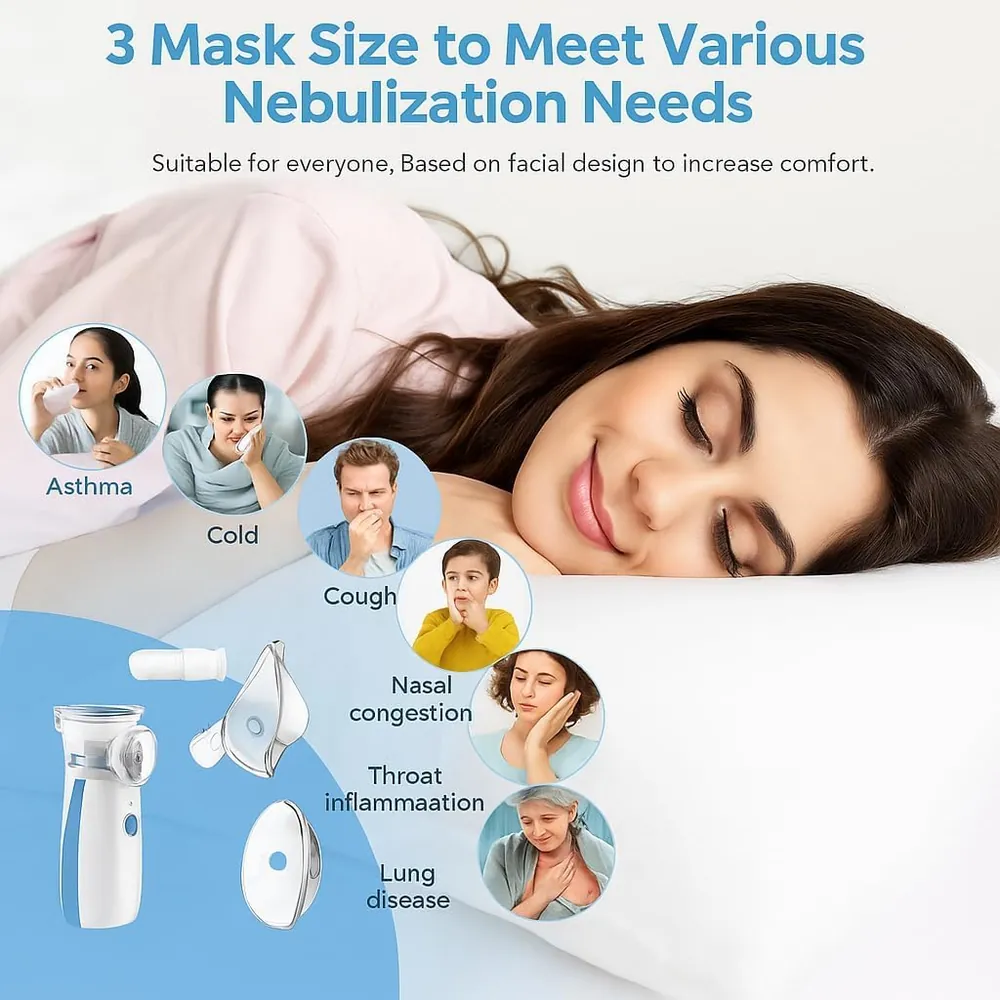 3 Mask Size to Meet Various
Nebulization Needs
Suitable for everyone, Based on facial design to increase comfort.
Asthma
Cold
Cough
Nasal
congestion
Throat
inflammaation
Lung
disease